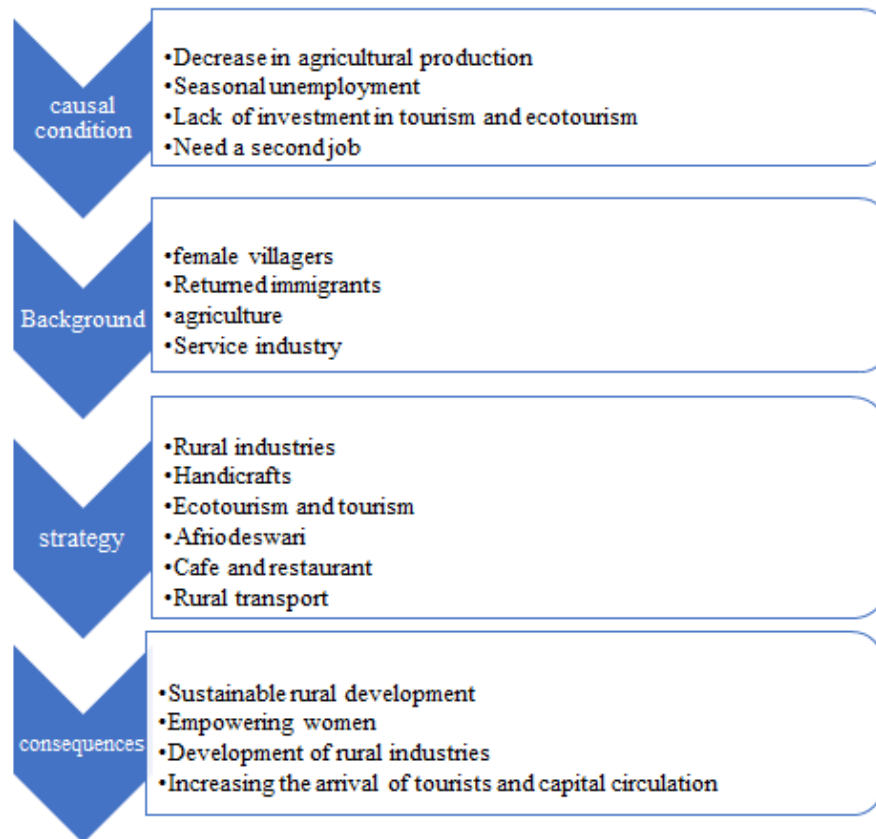 causal
condition
•Decrease in agricultural production
•Seasonal unemployment
•Lack of investment in tourism and ecotourism
•Need a second job
Background
•female villagers
•Returned immigrants
•agriculture
•Service industry
strategy
•Rural industries
•Handicrafts
•Ecotourism and tourism
•Afriodeswari
•Cafe and restaurant
•Rural transport
consequences
•Sustainable rural development
•Empowering women
•Development of rural industries
•Increasing the arrival of tourists and capital circulation